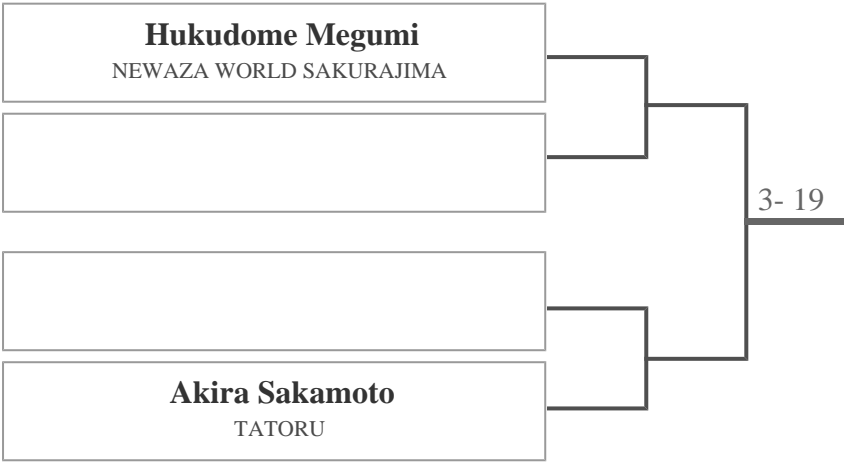 Hukudome Megumi
NEWAZA WORLD SAKURAJIMA
3- 19
Akira Sakamoto
TATORU